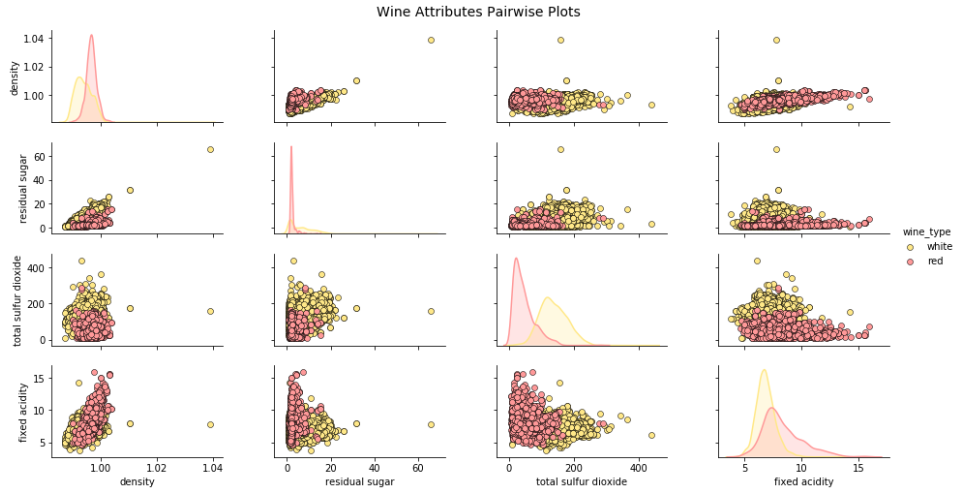 Wine Attributes Pairwise Plots
density
1.04
1.02
1.00
residual sugar
60
40
20
0
wine_type
white
red
total sulfur dioxide
400
200
0
fixed acidity
15
10
5
1.00 1.02 1.04
0 20 40 60
0 200 400
5 10 15
density residual sugar total sulfur dioxide fixed acidity